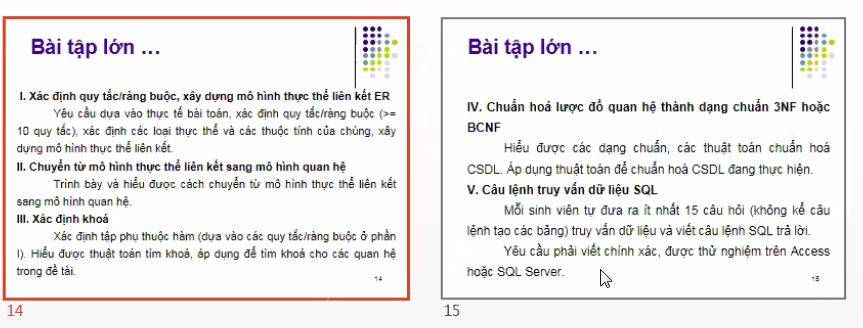 Bài tập lớn ...
I. Xác định quy tắc/ràng buộc, xây dựng mô hình thực thể liên kết ER
Yêu cầu dựa vào thực tế bài toán, xác định quy tắc/ràng buộc (>=
10 quy tắc), xác định các loại thực thể và các thuộc tính của chúng, xây
dựng mô hình thực thể liên kết.
II. Chuyển từ mô hình thực thể liên kết sang mô hình quan hệ
Trình bày và hiểu được cách chuyển từ mô hình thực thể liên kết
sang mô hình quan hệ.
III. Xác định khoá
Xác định tập phụ thuộc hàm (dựa vào các quy tắc/ràng buộc ở phần
I). Hiểu được thuật toán tìm khoá, áp dụng để tìm khoá cho các quan hệ
trong đề tài.
14
14
Bài tập lớn ...
IV. Chuẩn hoá lược đồ quan hệ thành dạng chuẩn 3NF hoặc
BCNF
Hiểu được các dạng chuẩn, các thuật toán chuẩn hoá
CSDL. Áp dụng thuật toán để chuẩn hoá CSDL đang thực hiện.
V. Câu lệnh truy vấn dữ liệu SQL
Mỗi sinh viên tự đưa ra ít nhất 15 câu hỏi (không kể câu
lệnh tạo các bảng) truy vấn dữ liệu và viết câu lệnh SQL trả lời.
Yêu cầu phải viết chính xác, được thử nghiệm trên Access
hoặc SQL Server.
15
15